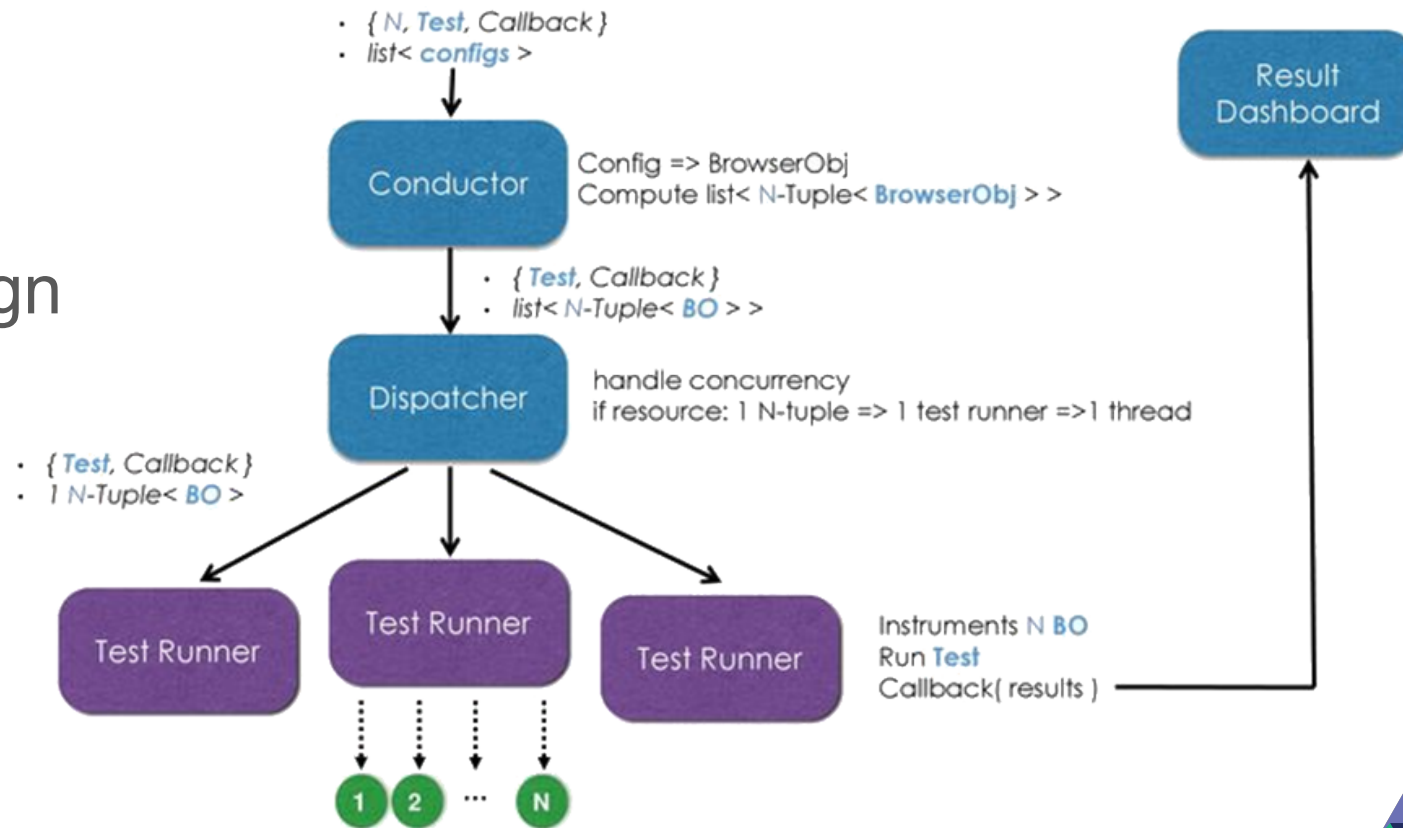 · { N, Test, Callback }
· list< configs >
Result
Dashboard
Conductor
Config => BrowserObj
Compute list< N-Tuple< BrowserObj > >
gn
· { Test, Callback }
· list< N-Tuple< BO > >
Dispatcher
handle concurrency
if resource: 1 N-tuple => 1 test runner =>1 thread
· { Test, Callback }
· 1 N-Tuple< BO >
Test Runner
Test Runner
Test Runner
Instruments N BO
Run Test
Callback( results )
1 2 ... N